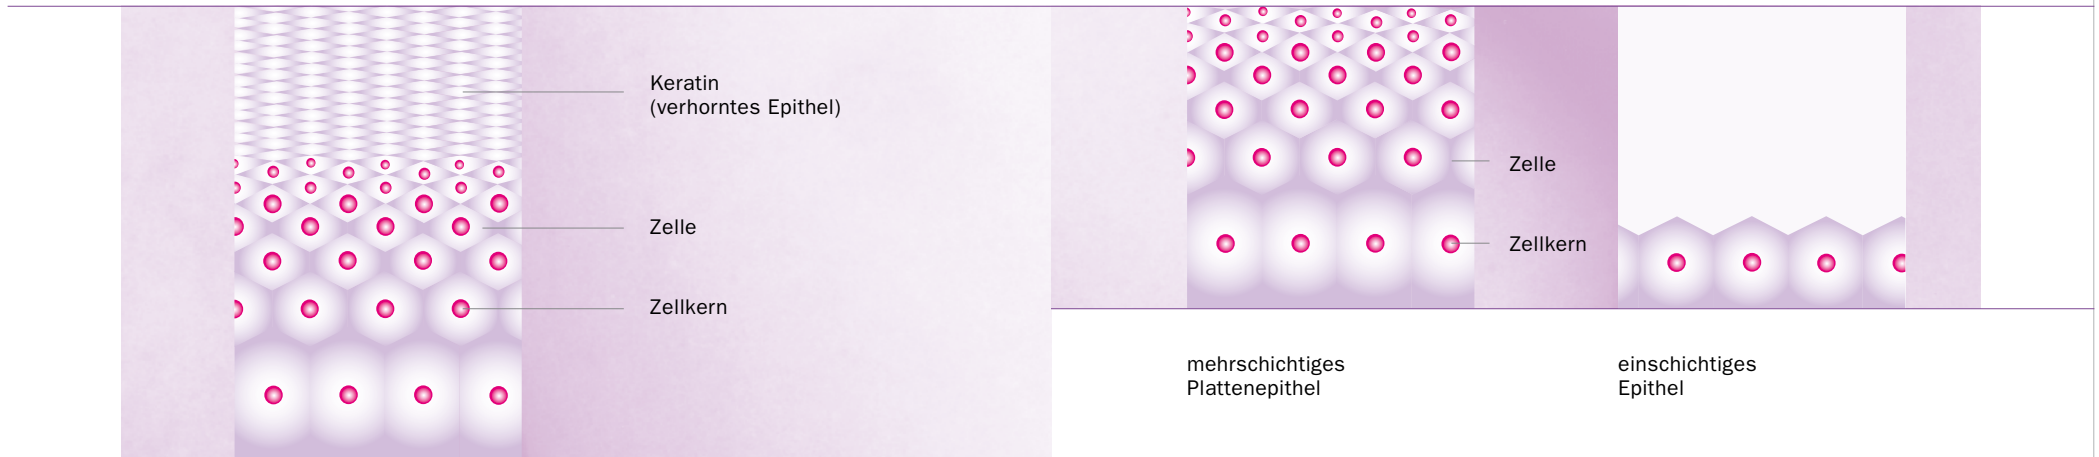 Keratin
(verhorntes Epithel)
Zelle
Zellkern
Zelle
Zellkern
mehrschichtiges
Plattenepithel
einschichtiges
Epithel